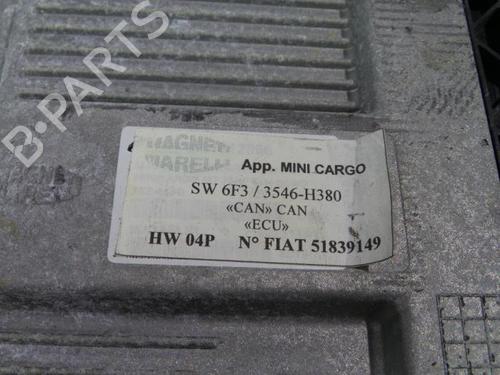 B-PARTS
MAGNETI
MARELLI
App. MINI CARGO
SW 6F3 / 3546-H380
«CAN» CAN
«ECU»
HW 04P N° FIAT 51839149